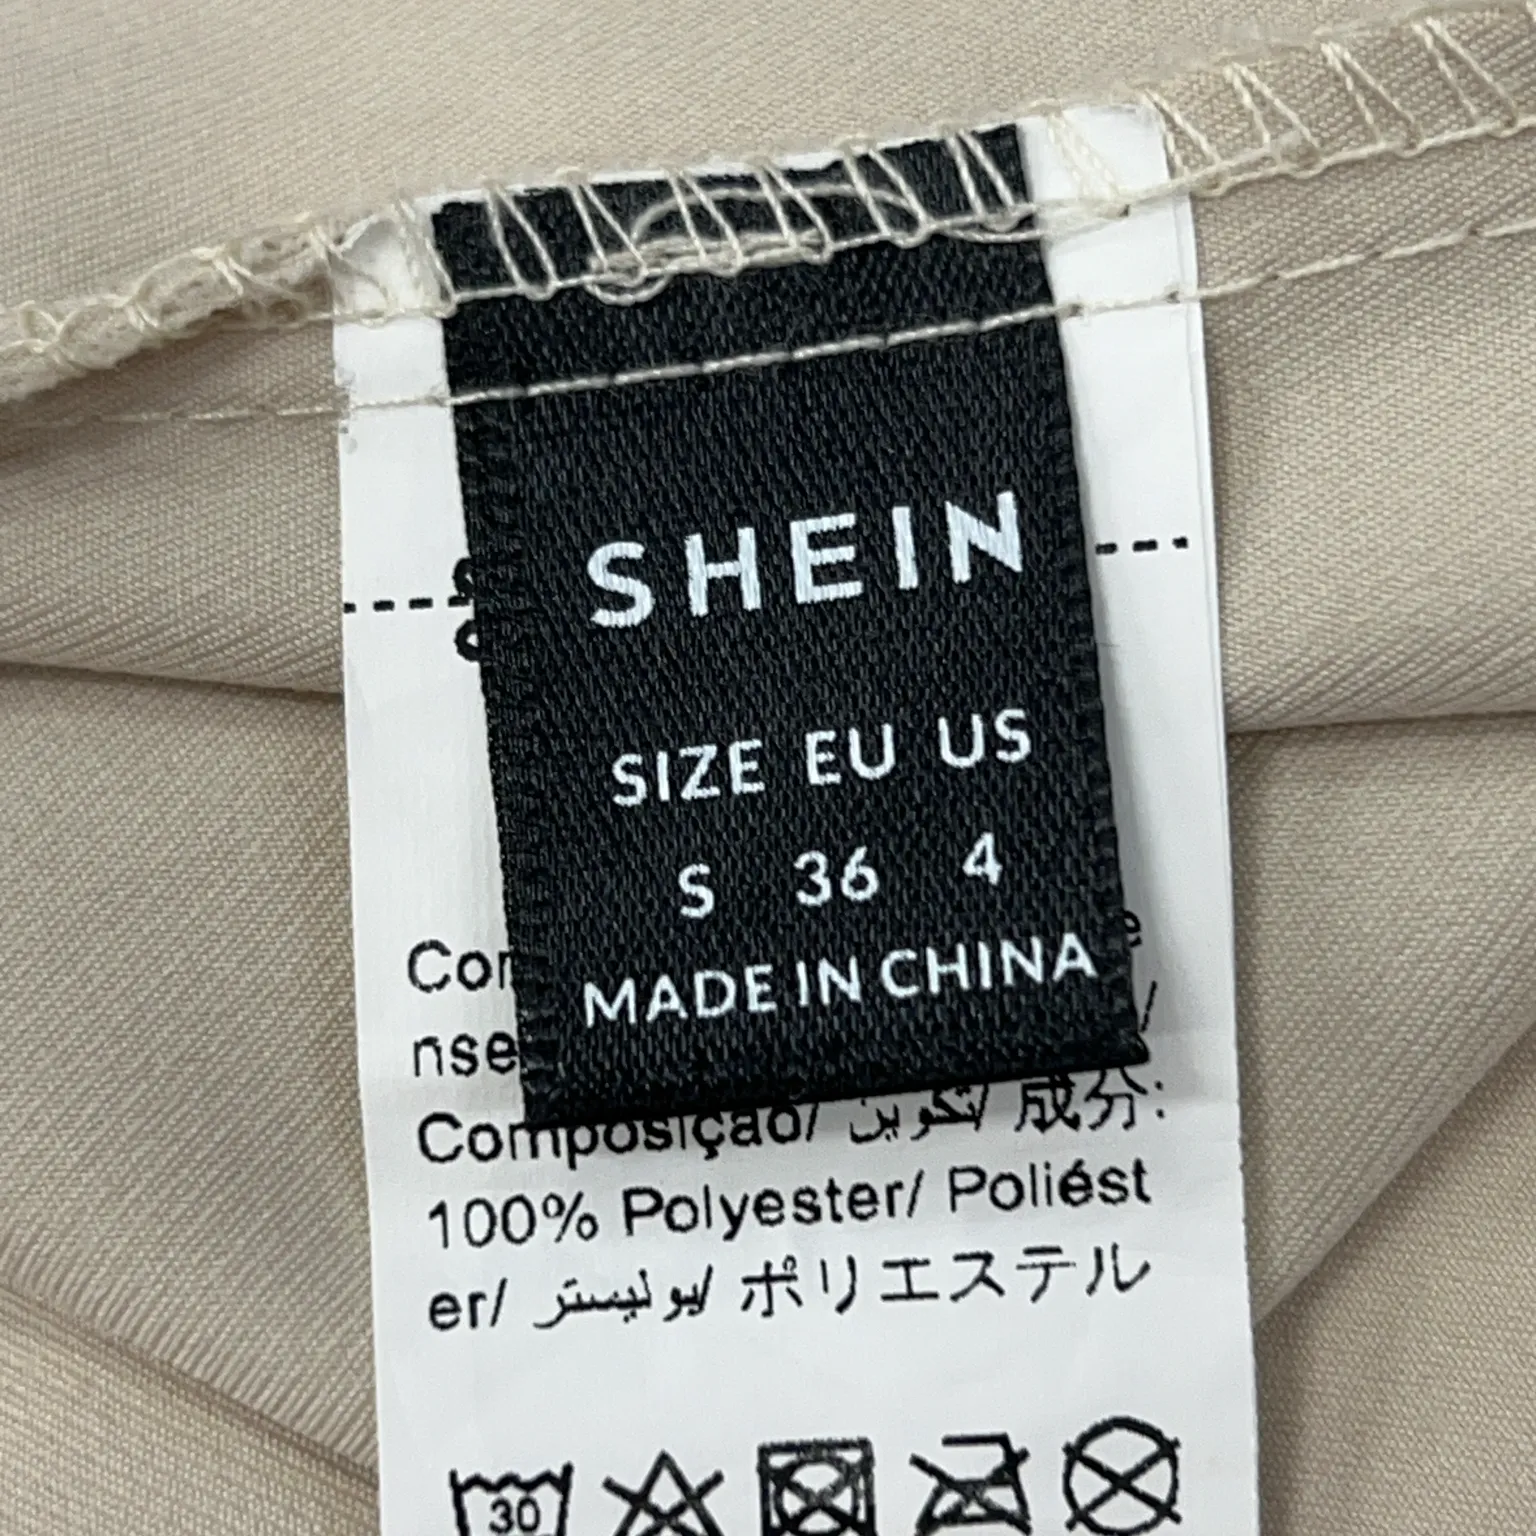 SHEIN
SIZE EU US
S 36 4
MADE IN CHINA
Composição/ تكوين/ 成分:
100% Polyester/ Poliést
er/ بوليستر/ ポリエステル
30